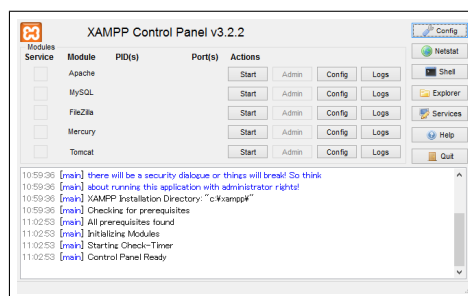 XAMPP Control Panel v3.2.2
Config
Modules
Service Module PID(s) Port(s) Actions
Netstat
Apache Start Admin Config Logs
Shell
MySQL Start Admin Config Logs
Explorer
FileZilla Start Admin Config Logs
Services
Mercury Start Admin Config Logs
Help
Tomcat Start Admin Config Logs
Quit
10:59:36 [main] there will be a security dialogue or things will break! So think
10:59:36 [main] about running this application with administrator rights!
10:59:36 [main] XAMPP Installation Directory: "c:¥xampp¥"
10:59:36 [main] Checking for prerequisites
11:02:53 [main] All prerequisites found
11:02:53 [main] Initializing Modules
11:02:53 [main] Starting Check-Timer
11:02:53 [main] Control Panel Ready